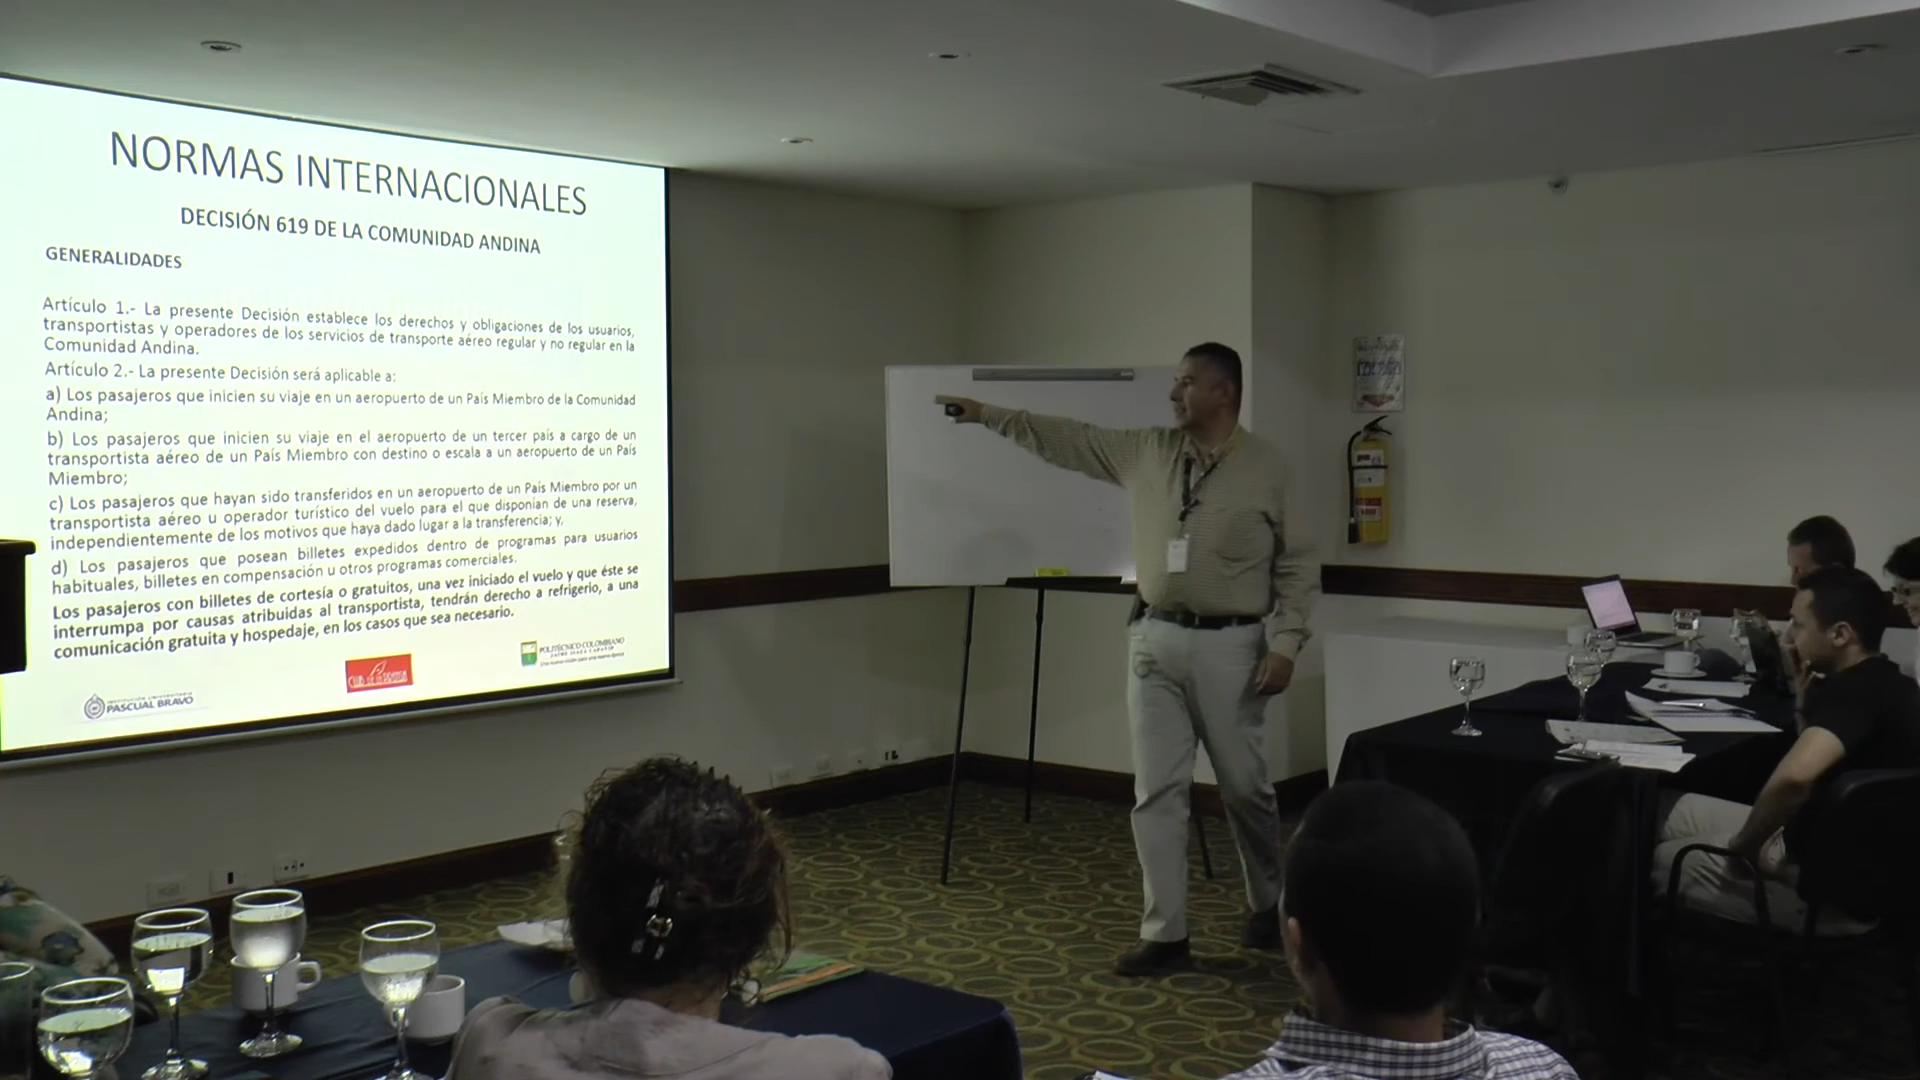 NORMAS INTERNACIONALES
DECISIÓN 619 DE LA COMUNIDAD ANDINA
GENERALIDADES
Artículo 1.- La presente Decisión establece los derechos y obligaciones de los usuarios,
transportistas y operadores de los servicios de transporte aéreo regular y no regular en la
Comunidad Andina.
Artículo 2.- La presente Decisión será aplicable a:
a) Los pasajeros que inicien su viaje en un aeropuerto de un País Miembro de la Comunidad
Andina;
b) Los pasajeros que inicien su viaje en el aeropuerto de un tercer país a cargo de un
transportista aéreo de un País Miembro con destino o escala a un aeropuerto de un País
Miembro;
c) Los pasajeros que hayan sido transferidos en un aeropuerto de un País Miembro por un
transportista aéreo u operador turístico del vuelo para el que disponían de una reserva,
independientemente de los motivos que haya dado lugar a la transferencia; y,
d) Los pasajeros que posean billetes expedidos dentro de programas para usuarios
habituales, billetes en compensación u otros programas comerciales.
Los pasajeros con billetes de cortesía o gratuitos, una vez iniciado el vuelo y que éste se
interrumpa por causas atribuidas al transportista, tendrán derecho a refrigerio, a una
comunicación gratuita y hospedaje, en los casos que sea necesario.
POLITÉCNICO COLOMBIANO
CLUB DE LA PRENSA
INSTITUCIÓN UNIVERSITARIA
PASCUAL BRAVO